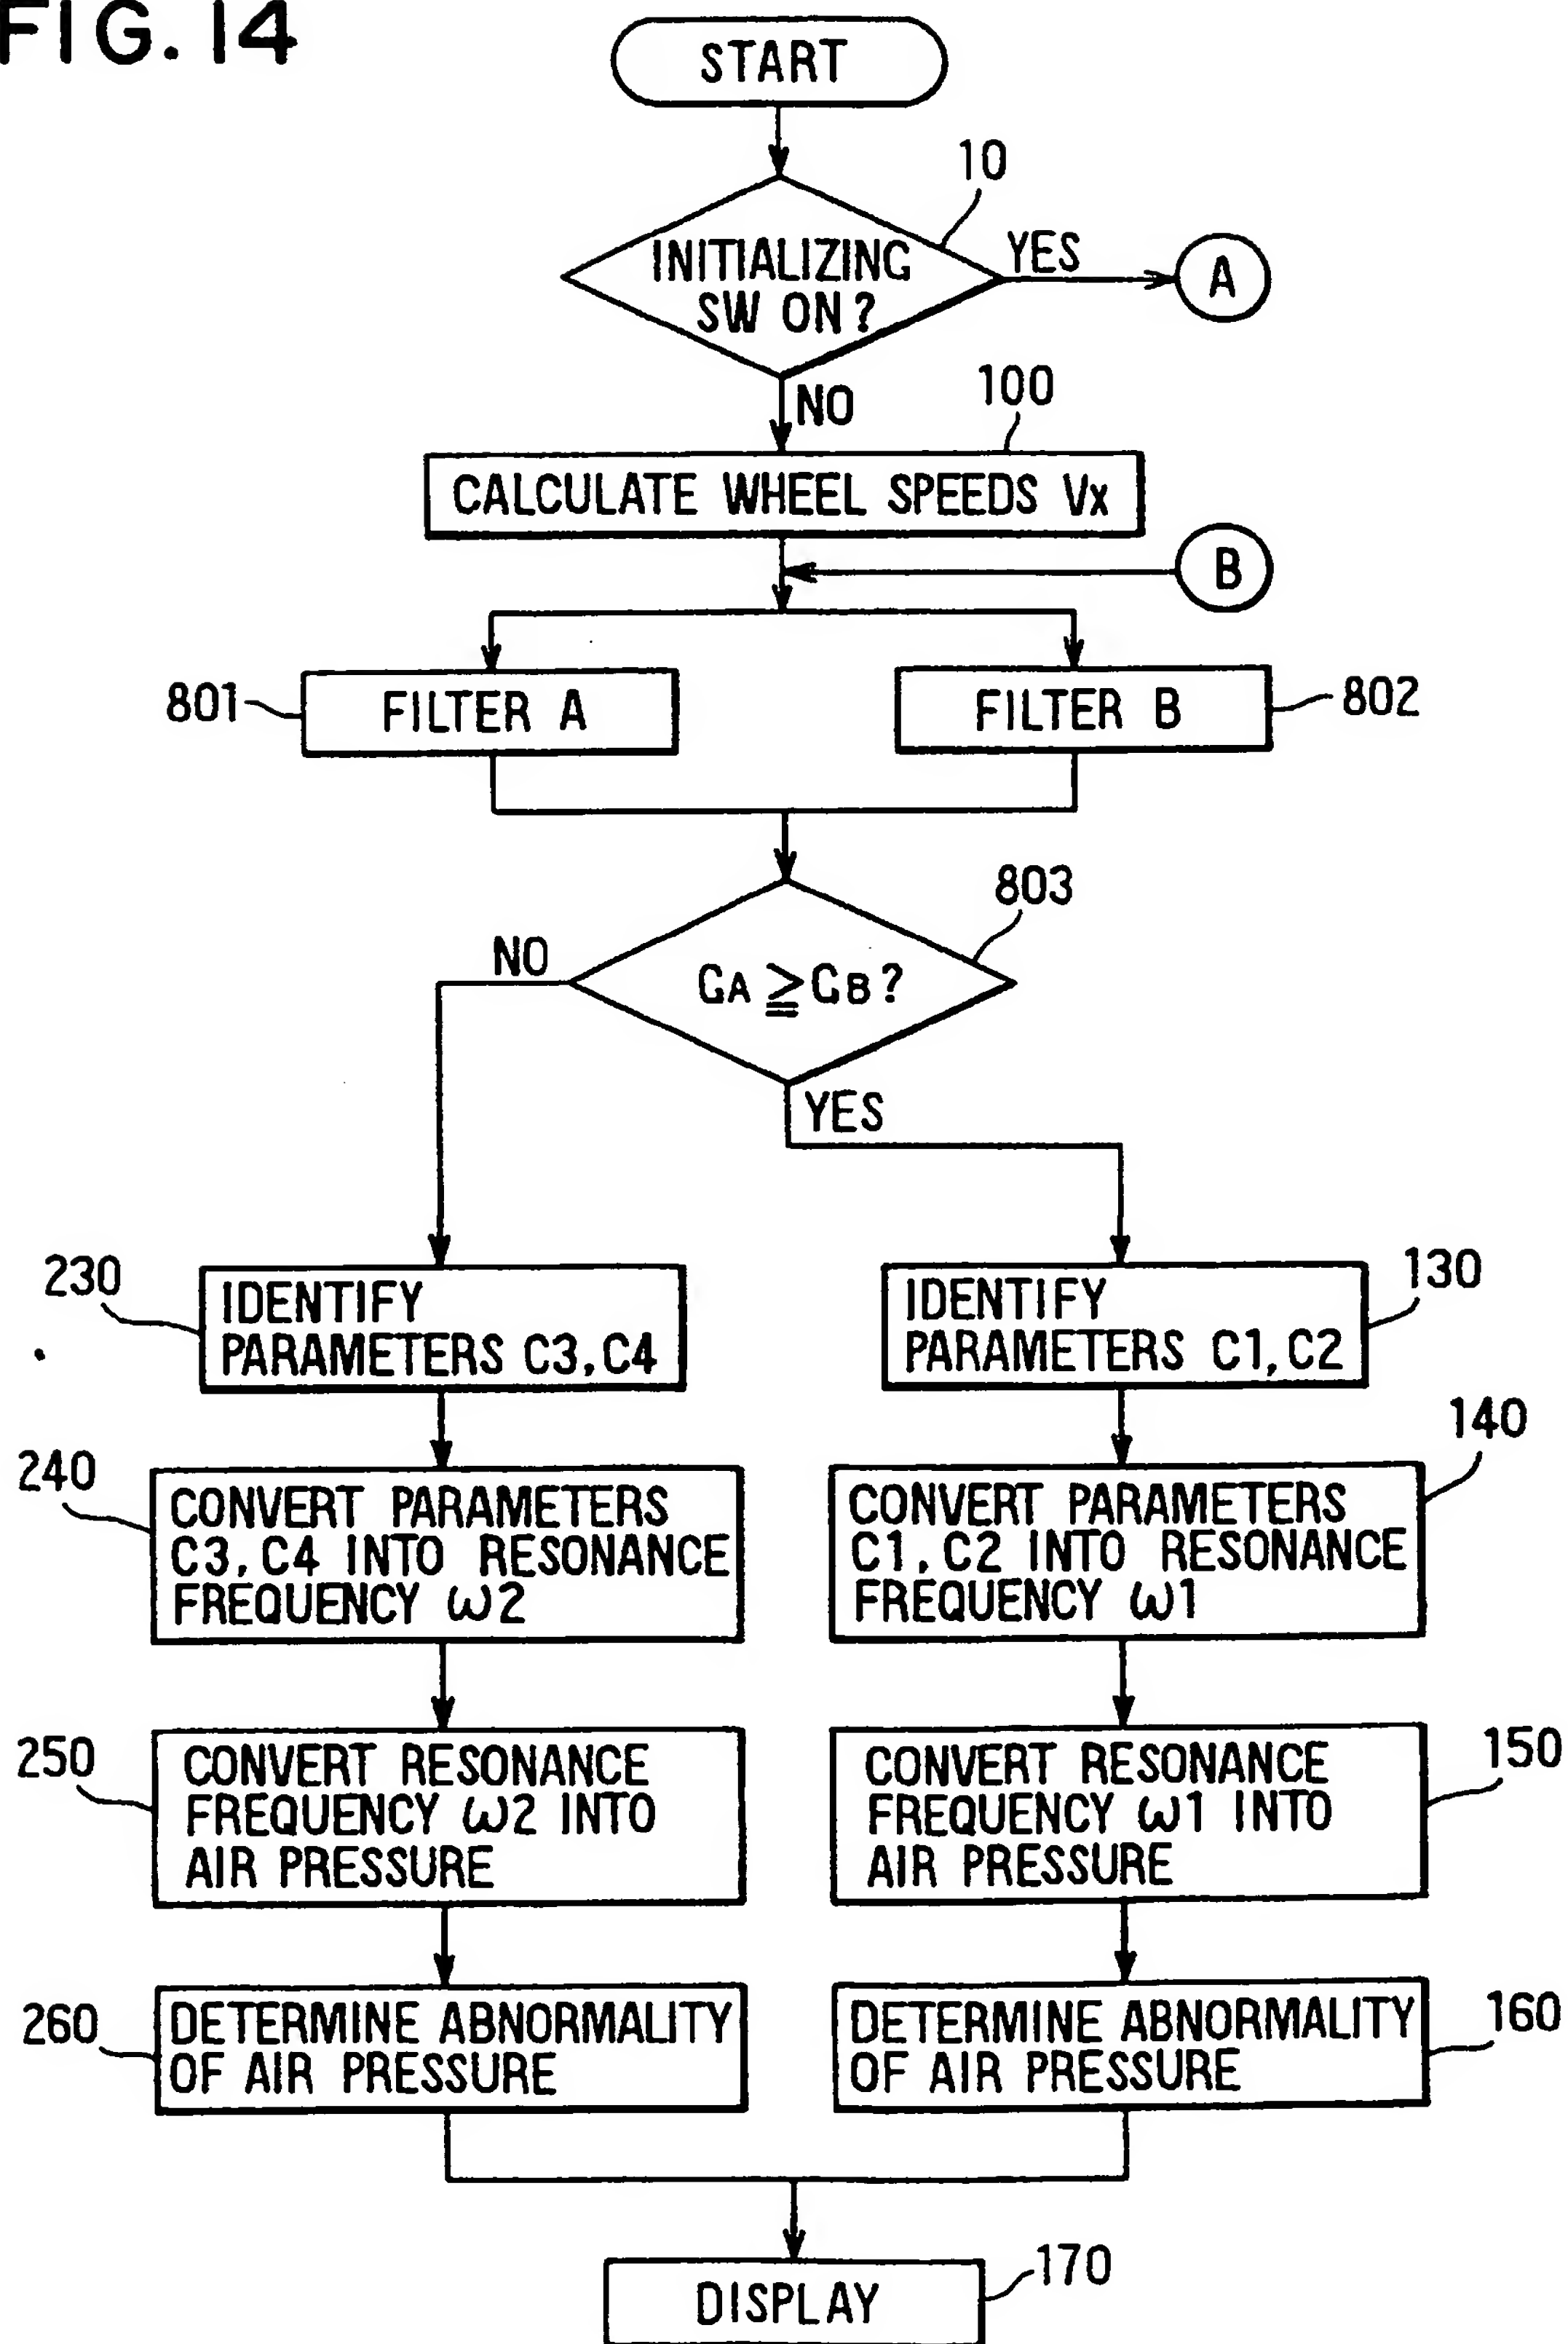 FIG. 14
START
10
INITIALIZING
SW ON?
YES
A
NO
100
CALCULATE WHEEL SPEEDS Vx
B
801
FILTER A
FILTER B
802
803
NO
GA ≧ GB?
YES
230
IDENTIFY
PARAMETERS C3, C4
IDENTIFY
PARAMETERS C1, C2
130
240
CONVERT PARAMETERS
C3, C4 INTO RESONANCE
FREQUENCY ω2
140
CONVERT PARAMETERS
C1, C2 INTO RESONANCE
FREQUENCY ω1
250
CONVERT RESONANCE
FREQUENCY ω2 INTO
AIR PRESSURE
150
CONVERT RESONANCE
FREQUENCY ω1 INTO
AIR PRESSURE
260
DETERMINE ABNORMALITY
OF AIR PRESSURE
160
DETERMINE ABNORMALITY
OF AIR PRESSURE
170
DISPLAY